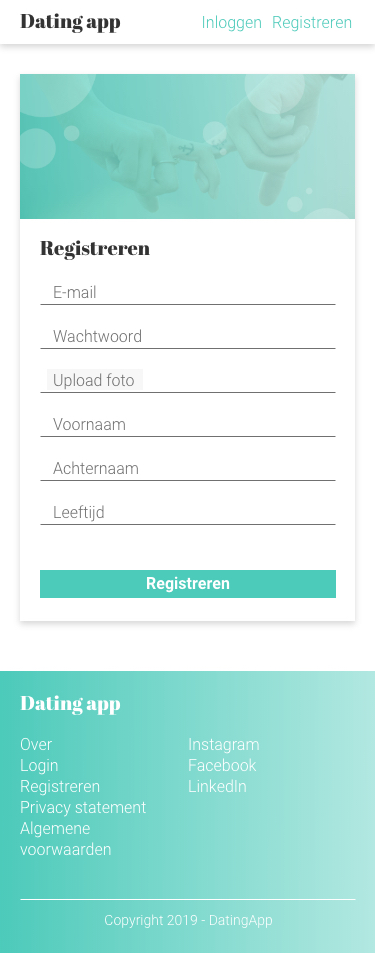 Dating app
Inloggen Registreren
Registreren
E-mail
Wachtwoord
Upload foto
Voornaam
Achternaam
Leeftijd
Registreren
Dating app
Over
Login
Registreren
Privacy statement
Algemene
voorwaarden
Instagram
Facebook
LinkedIn
Copyright 2019 - DatingApp